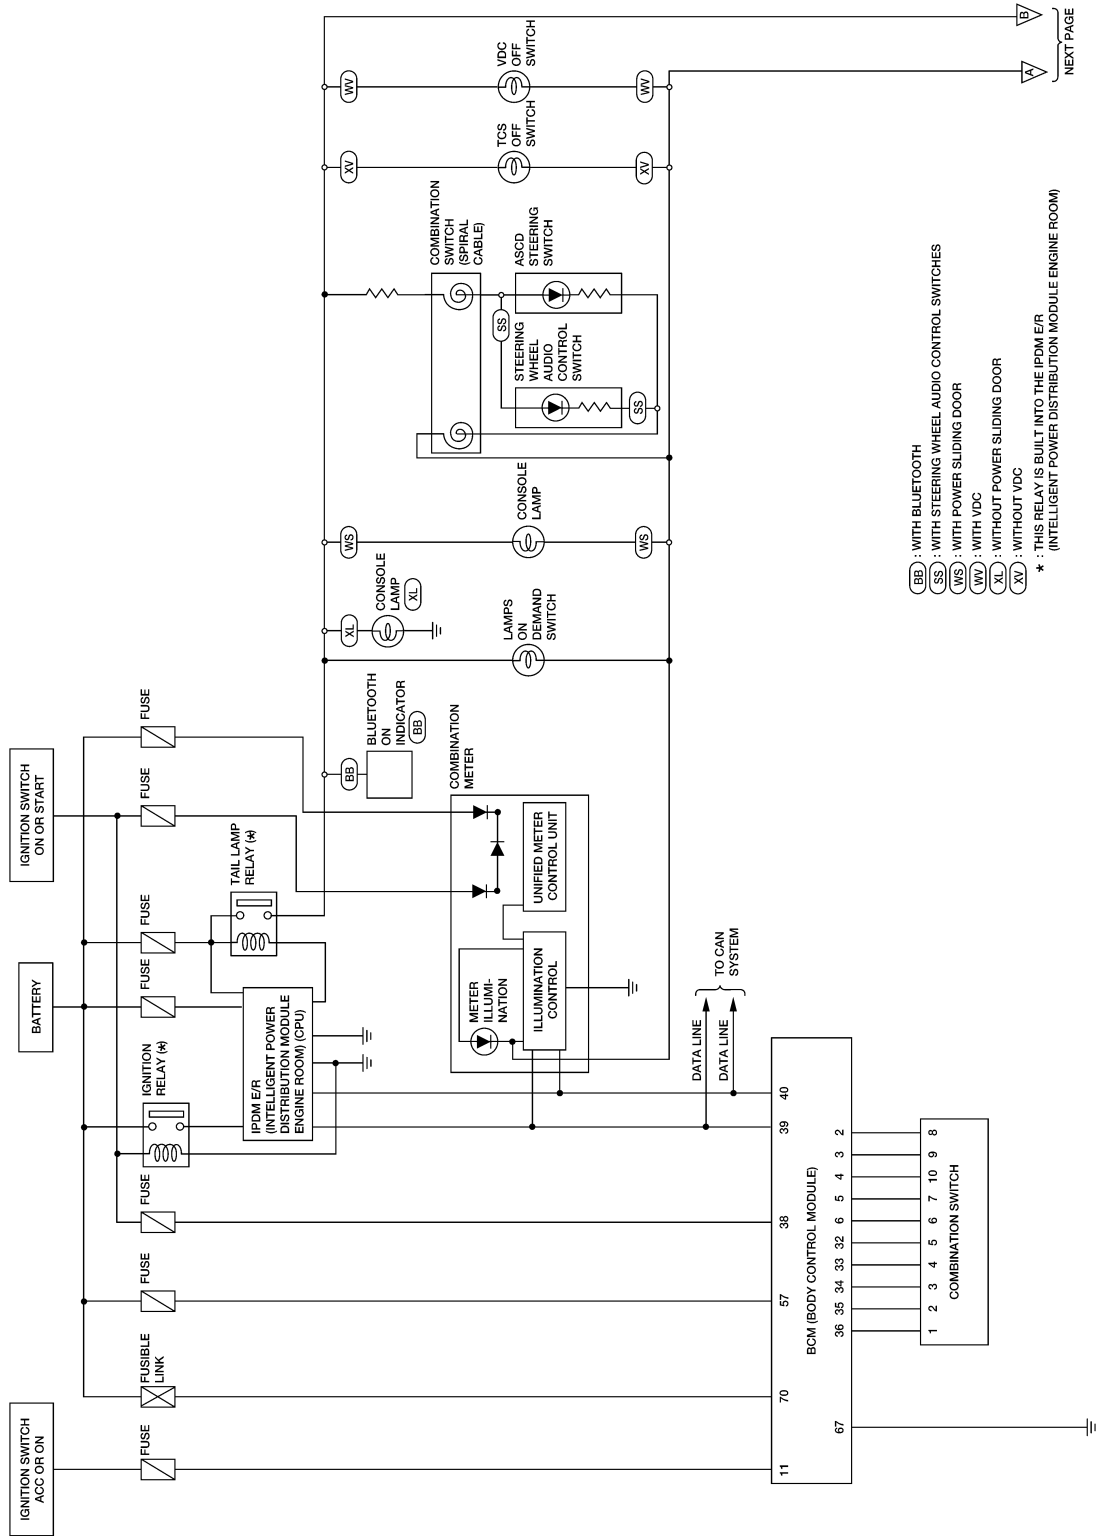 IGNITION SWITCH
ACC OR ON
BATTERY
IGNITION SWITCH
ON OR START
FUSE
FUSIBLE
LINK
FUSE
FUSE
IGNITION
RELAY (*)
FUSE
FUSE
FUSE
FUSE
TAIL LAMP
RELAY (*)
IPDM E/R
(INTELLIGENT POWER
DISTRIBUTION MODULE
ENGINE ROOM) (CPU)
BB
BLUETOOTH
ON
INDICATOR
BB
XL
CONSOLE
LAMP
XL
WS
CONSOLE
LAMP
WS
LAMPS
ON
DEMAND
SWITCH
COMBINATION
SWITCH
(SPIRAL
CABLE)
SS
STEERING
WHEEL
AUDIO
CONTROL
SWITCH
SS
ASCD
STEERING
SWITCH
XV
TCS
OFF
SWITCH
XV
WV
VDC
OFF
SWITCH
WV
B
A
NEXT PAGE
COMBINATION
METER
METER
ILLUMI-
NATION
ILLUMINATION
CONTROL
UNIFIED METER
CONTROL UNIT
DATA LINE
DATA LINE
TO CAN
SYSTEM
11 70 57 38 39 40
BCM (BODY CONTROL MODULE)
67 36 35 34 33 32 6 5 4 3 2
1 2 3 4 5 6 7 10 9 8
COMBINATION SWITCH
BB : WITH BLUETOOTH
SS : WITH STEERING WHEEL AUDIO CONTROL SWITCHES
WS : WITH POWER SLIDING DOOR
WV : WITH VDC
XL : WITHOUT POWER SLIDING DOOR
XV : WITHOUT VDC
* : THIS RELAY IS BUILT INTO THE IPDM E/R
(INTELLIGENT POWER DISTRIBUTION MODULE ENGINE ROOM)